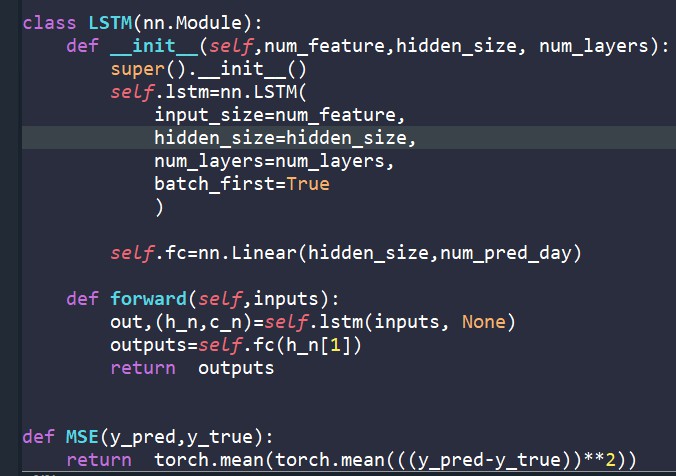 class LSTM(nn.Module):
    def __init__(self,num_feature,hidden_size, num_layers):
        super().__init__()
        self.lstm=nn.LSTM(
            input_size=num_feature,
            hidden_size=hidden_size,
            num_layers=num_layers,
            batch_first=True
            )
        self.fc=nn.Linear(hidden_size,num_pred_day)
    def forward(self,inputs):
        out,(h_n,c_n)=self.lstm(inputs, None)
        outputs=self.fc(h_n[1])
        return  outputs
def MSE(y_pred,y_true):
    return  torch.mean(torch.mean(((y_pred-y_true))**2))